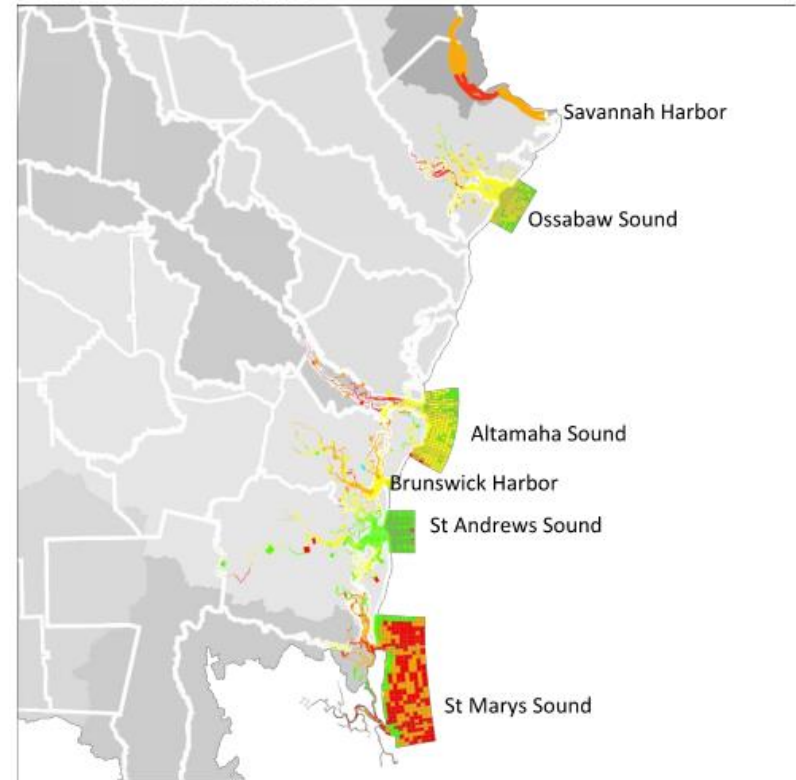 Savannah Harbor
Ossabaw Sound
Altamaha Sound
Brunswick Harbor
St Andrews Sound
St Marys Sound